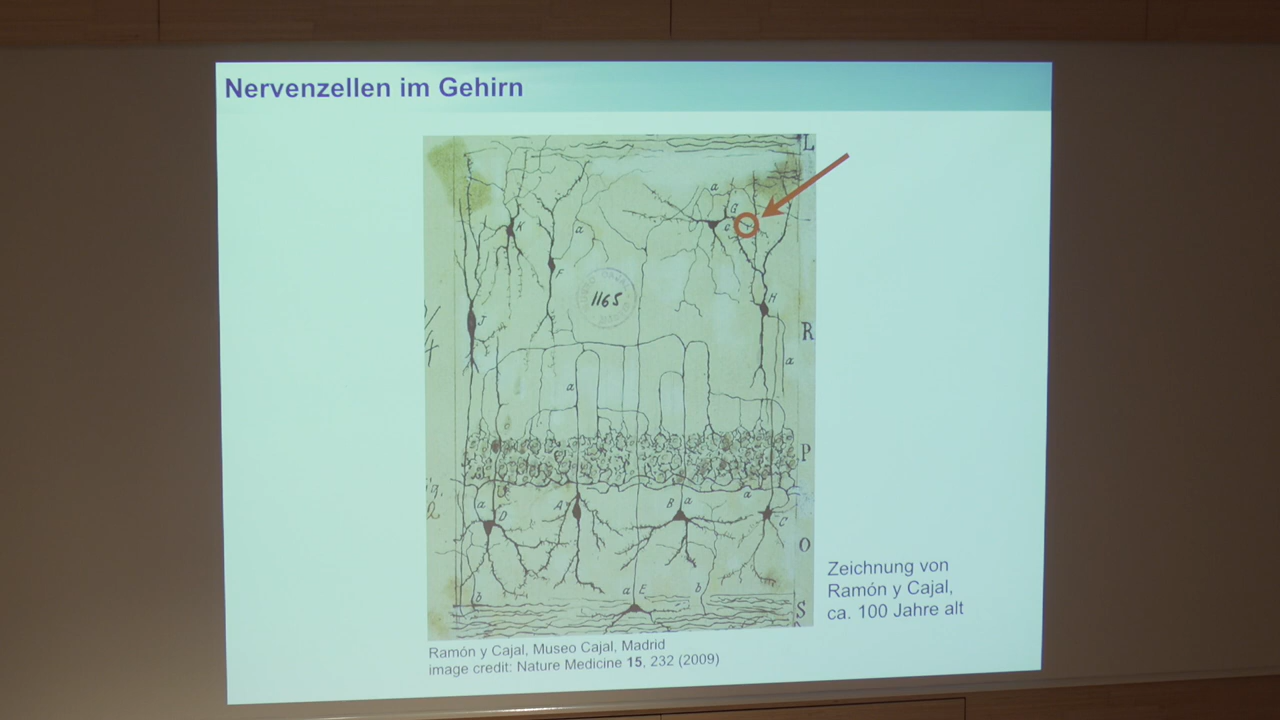 Nervenzellen im Gehirn
L
a
G
K
a
c
F
1165
H
J
R
a
a
P
a
a
a
D
A
B
C
O
a
E
b
b
S
Zeichnung von
Ramón y Cajal,
ca. 100 Jahre alt
Ramón y Cajal, Museo Cajal, Madrid
image credit: Nature Medicine 15, 232 (2009)